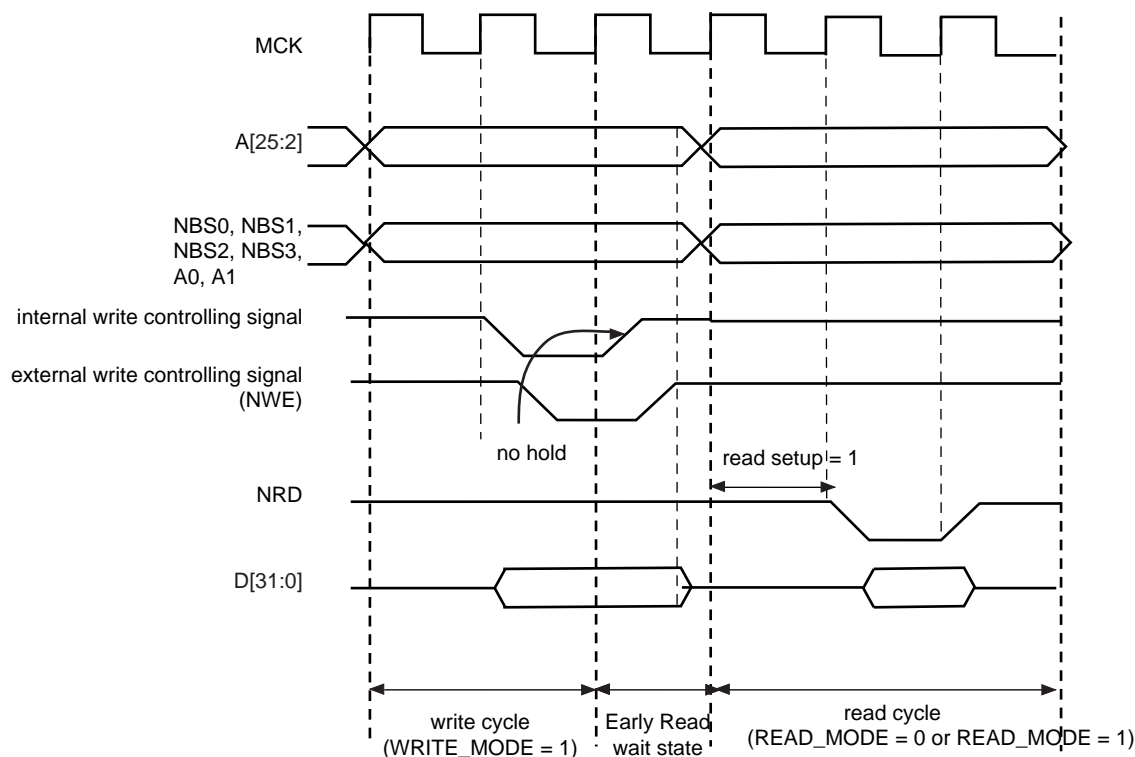 MCK
A[25:2]
NBS0, NBS1,
NBS2, NBS3,
A0, A1
internal write controlling signal
external write controlling signal
(NWE)
no hold
read setup = 1
NRD
D[31:0]
write cycle
(WRITE_MODE = 1)
Early Read
wait state
read cycle
(READ_MODE = 0 or READ_MODE = 1)